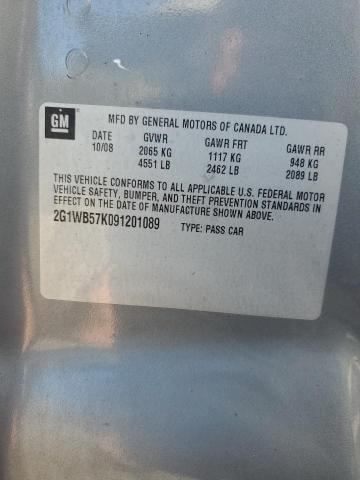 GM
MFD BY GENERAL MOTORS OF CANADA LTD.
DATE GVWR GAWR FRT GAWR RR
10/08 2065 KG 1117 KG 948 KG
4551 LB 2462 LB 2089 LB
THIS VEHICLE CONFORMS TO ALL APPLICABLE U.S. FEDERAL MOTOR
VEHICLE SAFETY, BUMPER, AND THEFT PREVENTION STANDARDS IN
EFFECT ON THE DATE OF MANUFACTURE SHOWN ABOVE.
2G1WB57K091201089 TYPE: PASS CAR